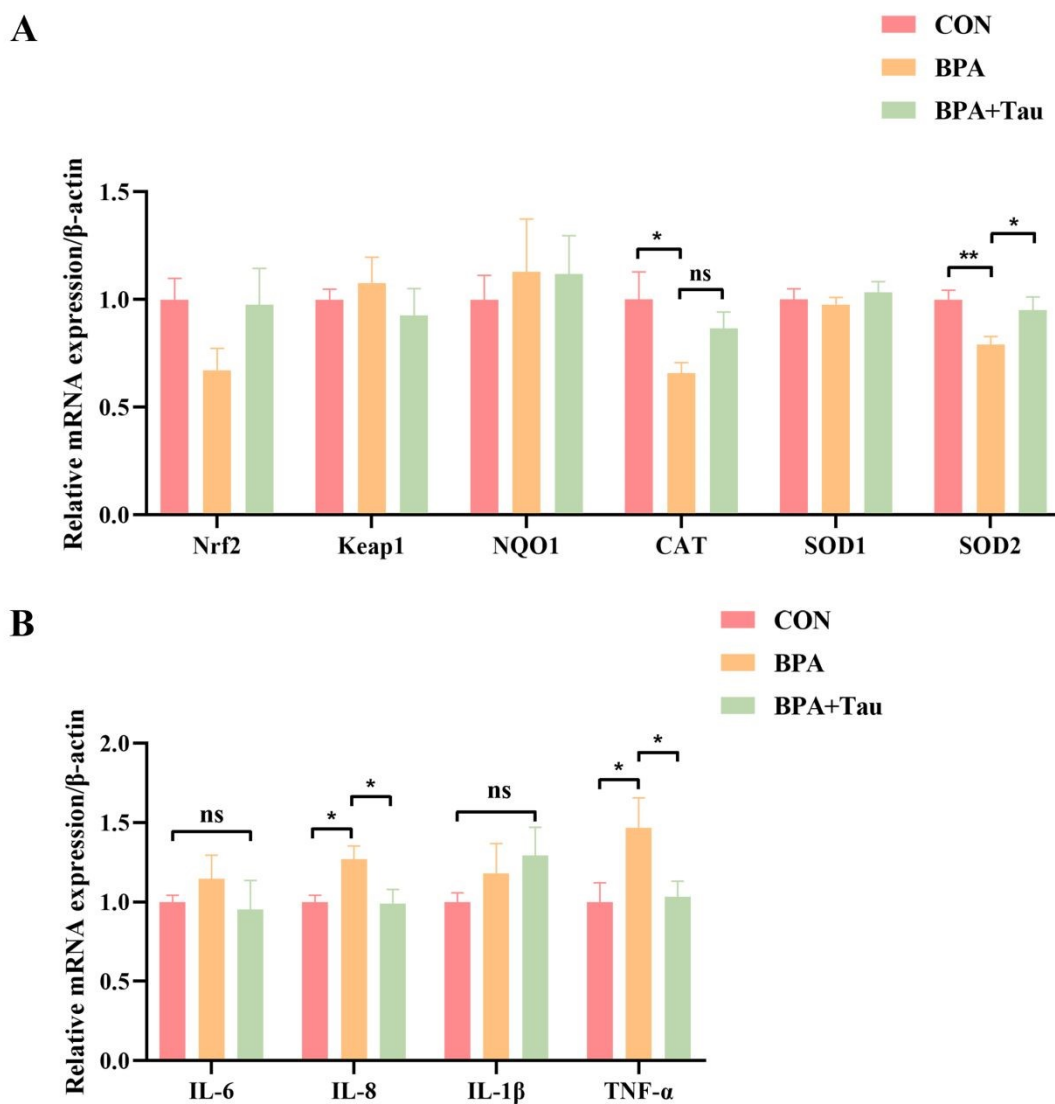 A
CON
BPA
BPA+Tau
Relative mRNA expression/β-actin
1.5
1.0
0.5
0.0
*
ns
**
*
Nrf2 Keap1 NQO1 CAT SOD1 SOD2
B
CON
BPA
BPA+Tau
Relative mRNA expression/β-actin
2.0
1.5
1.0
0.5
0.0
ns
*
*
ns
*
*
IL-6 IL-8 IL-1β TNF-α